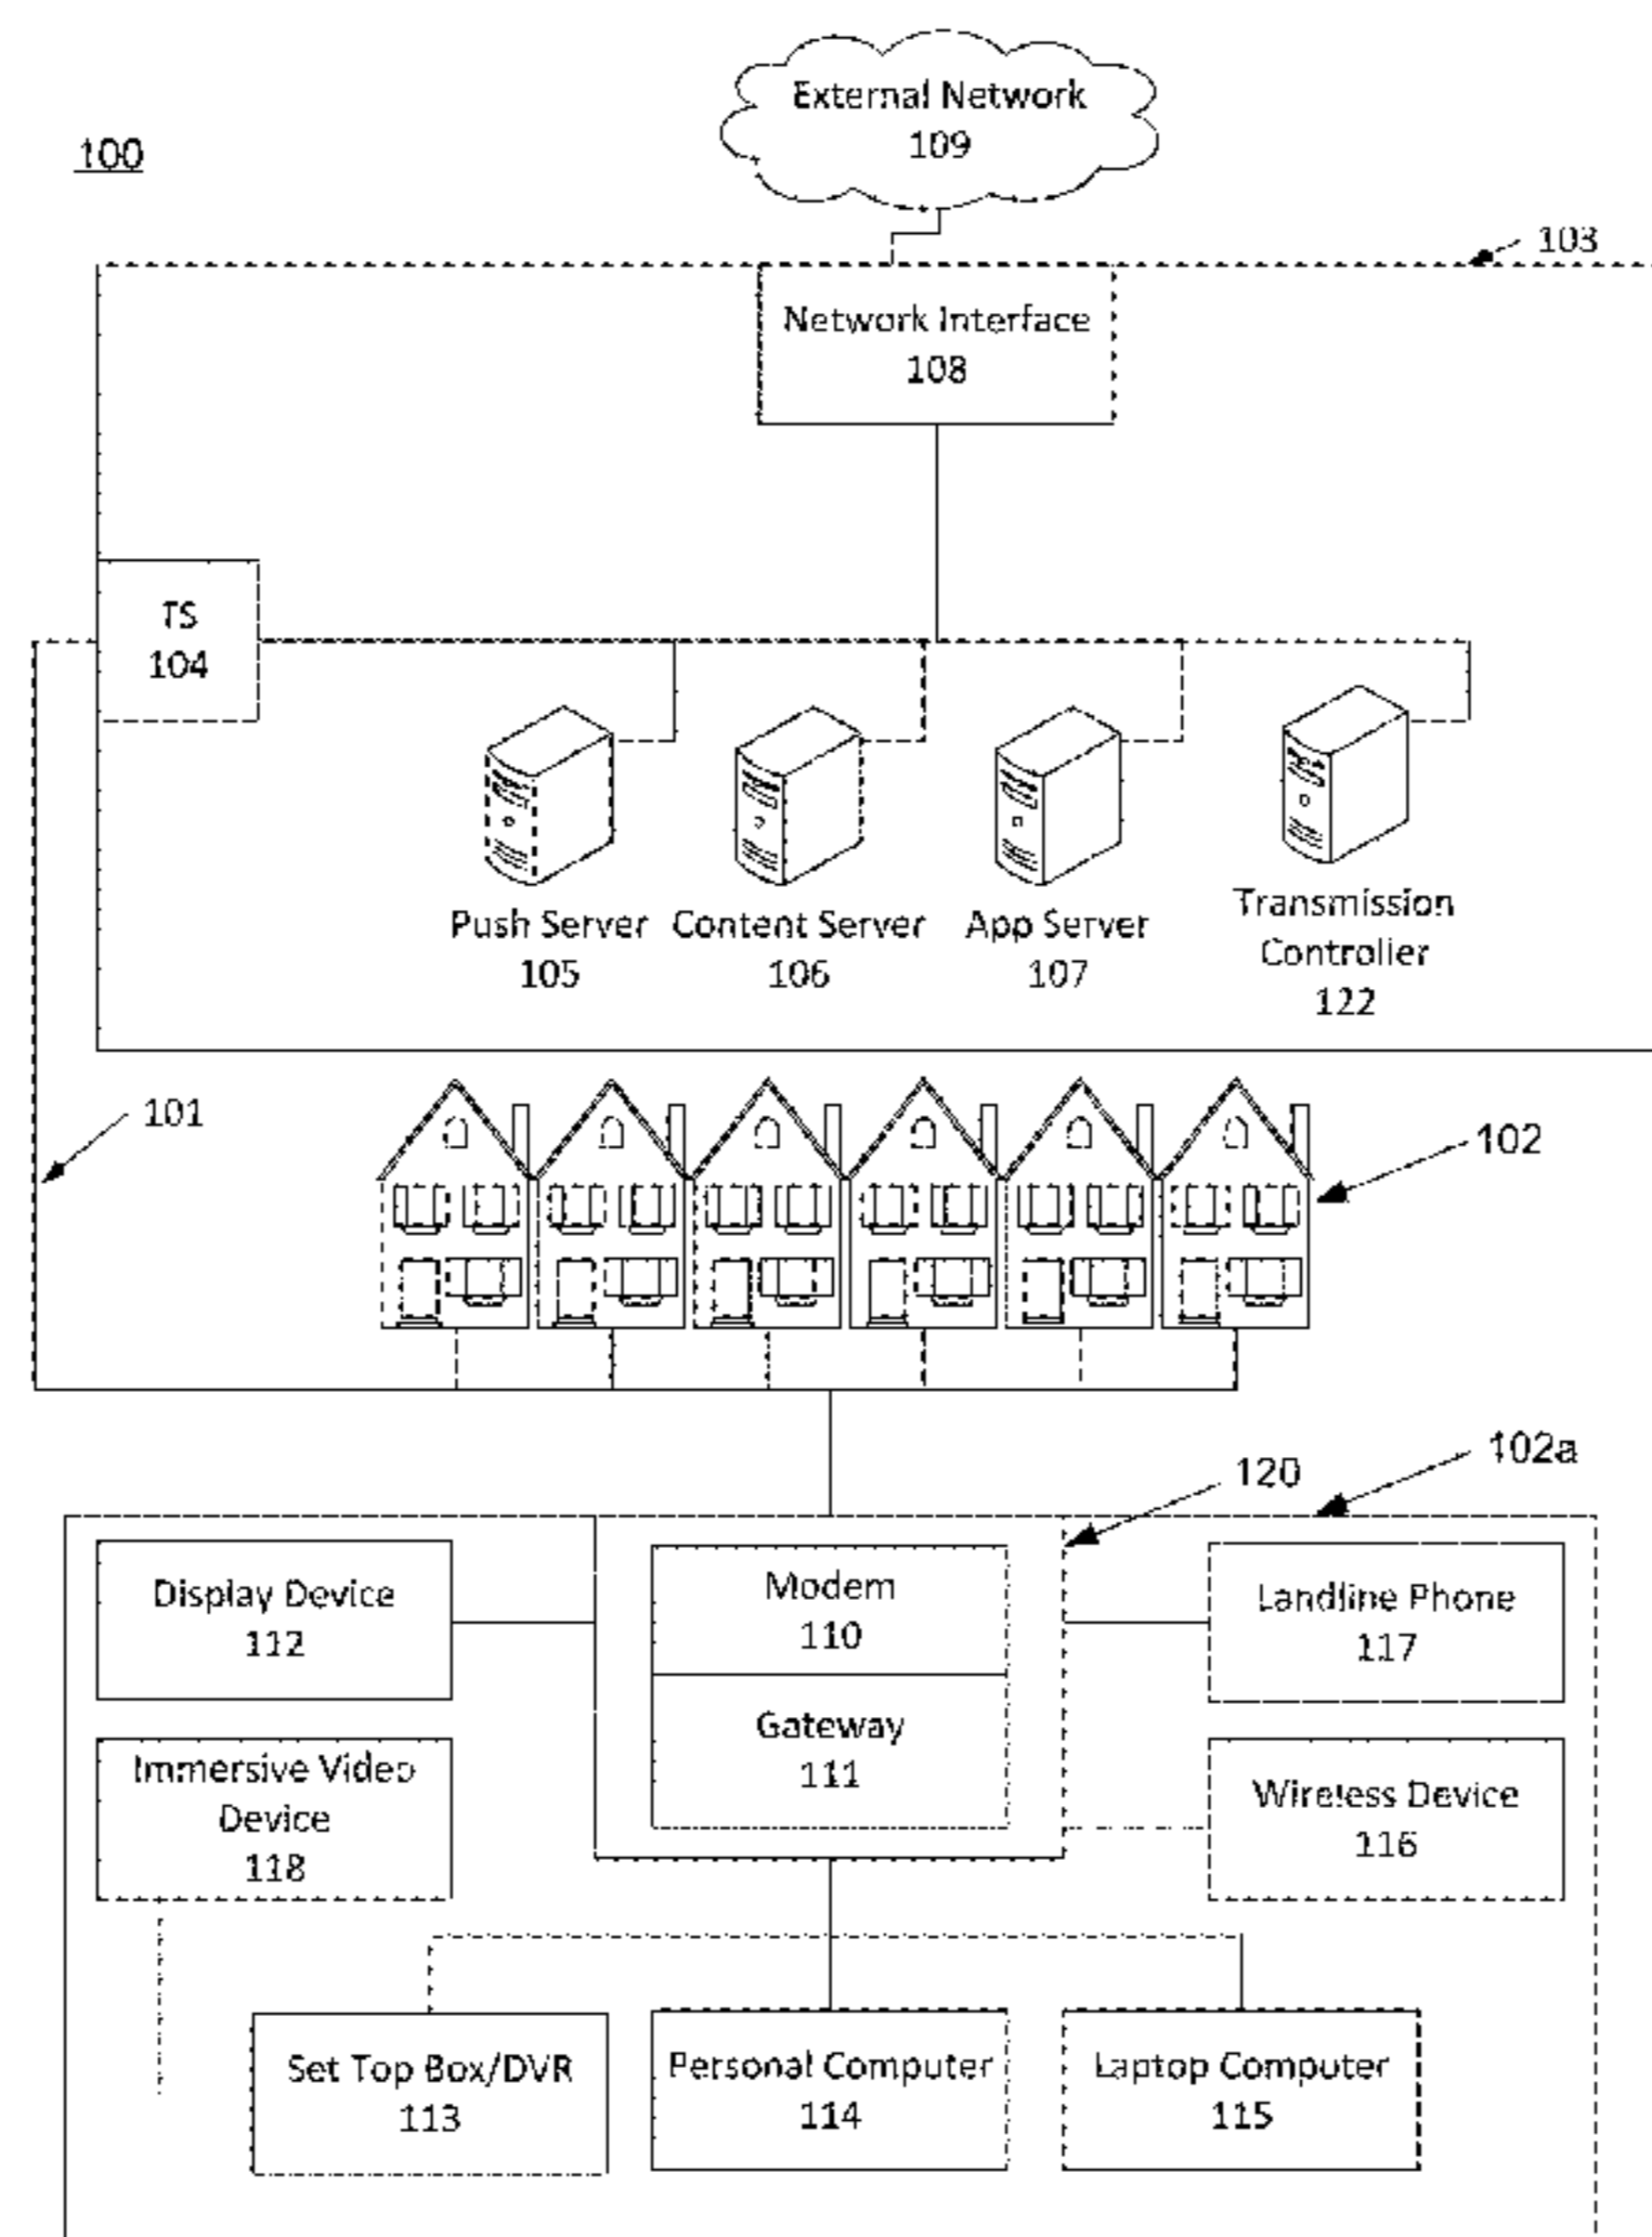 External Network
109
100
103
Network Interface
108
TS
104
Push Server
105
Content Server
106
App Server
107
Transmission
Controller
122
101
102
102a
120
Display Device
112
Modem
110
Landline Phone
117
Gateway
111
Immersive Video
Device
118
Wireless Device
116
Set Top Box/DVR
113
Personal Computer
114
Laptop Computer
115